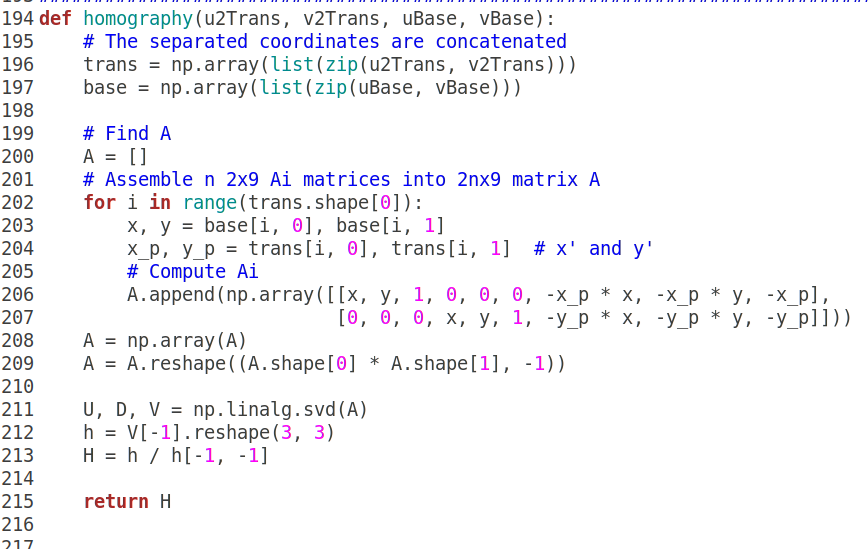 194 def homography(u2Trans, v2Trans, uBase, vBase):
195     # The separated coordinates are concatenated
196     trans = np.array(list(zip(u2Trans, v2Trans)))
197     base = np.array(list(zip(uBase, vBase)))
198
199     # Find A
200     A = []
201     # Assemble n 2x9 Ai matrices into 2nx9 matrix A
202     for i in range(trans.shape[0]):
203         x, y = base[i, 0], base[i, 1]
204         x_p, y_p = trans[i, 0], trans[i, 1]  # x' and y'
205         # Compute Ai
206         A.append(np.array([[x, y, 1, 0, 0, 0, -x_p * x, -x_p * y, -x_p],
207                            [0, 0, 0, x, y, 1, -y_p * x, -y_p * y, -y_p]]))
208     A = np.array(A)
209     A = A.reshape((A.shape[0] * A.shape[1], -1))
210
211     U, D, V = np.linalg.svd(A)
212     h = V[-1].reshape(3, 3)
213     H = h / h[-1, -1]
214
215     return H
216
217